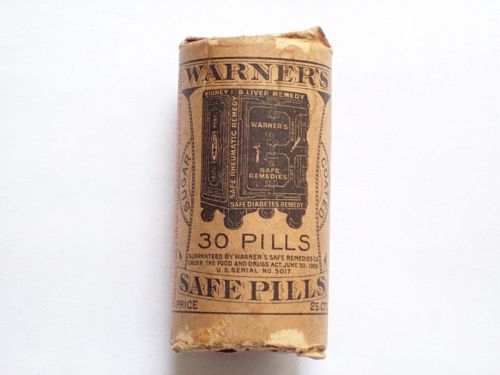 WARNER'S
KIDNEY & LIVER REMEDY
SAFE RHEUMATIC REMEDY
WARNER'S
SAFE
REMEDIES
SAFE DIABETES REMEDY
SUGAR
COATED
30 PILLS
GUARANTEED BY WARNER'S SAFE REMEDIES CO.
UNDER THE FOOD AND DRUGS ACT, JUNE 30, 1906
U.S. SERIAL NO. 5017.
SAFE PILLS
PRICE 25 CTS